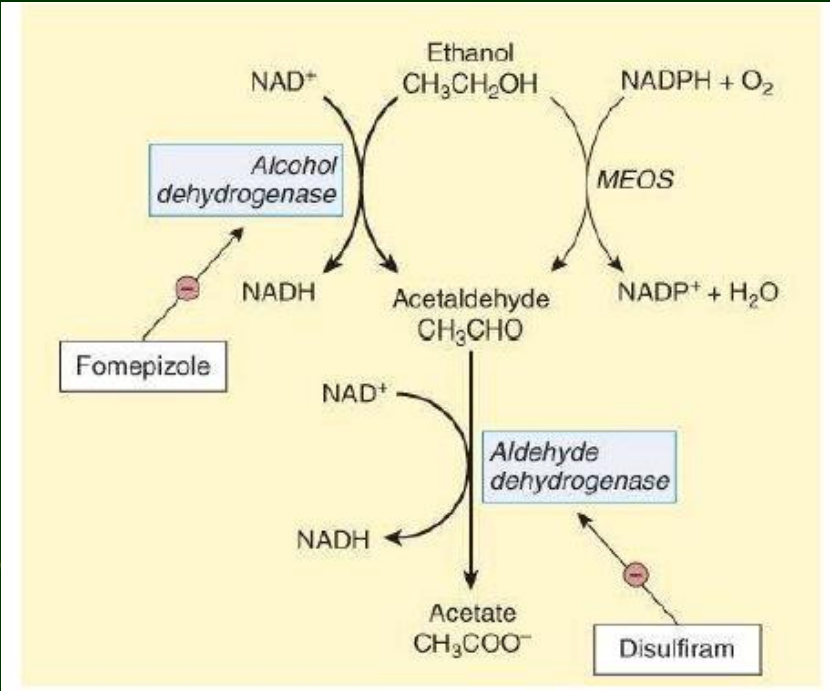 Ethanol
NAD⁺
CH₃CH₂OH
NADPH + O₂
Alcohol
dehydrogenase
MEOS
NADH
Acetaldehyde
CH₃CHO
NADP⁺ + H₂O
Fomepizole
NAD⁺
Aldehyde
dehydrogenase
NADH
Acetate
CH₃COO⁻
Disulfiram